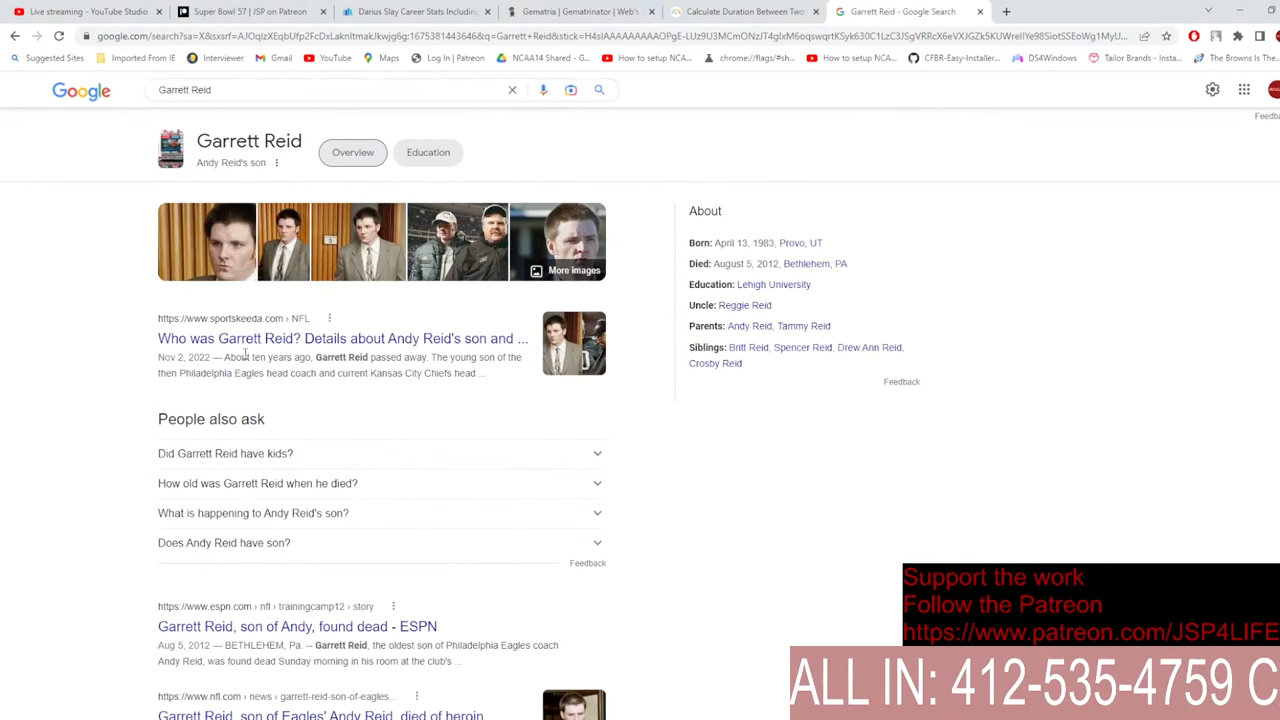 Live streaming - YouTube Studio
Super Bowl 57 | JSP on Patreon
Darius Slay Career Stats Including
Gematria | Gematrinator | Web's
Calculate Duration Between Two
Garrett Reid - Google Search
Suggested Sites
Imported From IE
Interviewer
Gmail
YouTube
Maps
Log In | Patreon
NCAA14 Shared - G...
How to setup NCA...
chrome://flags/#sh...
How to setup NCA...
CFBR-Easy-Installer...
DS4Windows
Tailor Brands - Insta...
The Browns Is The...
Google
Garrett Reid
Feedba
Garrett Reid
Andy Reid's son
Overview
Education
More images
https://www.sportskeeda.com › NFL
Who was Garrett Reid? Details about Andy Reid's son and ...
Nov 2, 2022 — About ten years ago, Garrett Reid passed away. The young son of the
then Philadelphia Eagles head coach and current Kansas City Chiefs head ...
People also ask
Did Garrett Reid have kids?
How old was Garrett Reid when he died?
What is happening to Andy Reid's son?
Does Andy Reid have son?
Feedback
https://www.espn.com › nfl › trainingcamp12 › story
Garrett Reid, son of Andy, found dead - ESPN
Aug 5, 2012 — BETHLEHEM, Pa. -- Garrett Reid, the oldest son of Philadelphia Eagles coach
Andy Reid, was found dead Sunday morning in his room at the club's ...
https://www.nfl.com › news › garrett-reid-son-of-eagles...
Garrett Reid, son of Eagles' Andy Reid, died of heroin
About
Born: April 13, 1983, Provo, UT
Died: August 5, 2012, Bethlehem, PA
Education: Lehigh University
Uncle: Reggie Reid
Parents: Andy Reid, Tammy Reid
Siblings: Britt Reid, Spencer Reid, Drew Ann Reid,
Crosby Reid
Feedback
Support the work
Follow the Patreon
https://www.patreon.com/JSP4LIFE
ALL IN: 412-535-4759 C